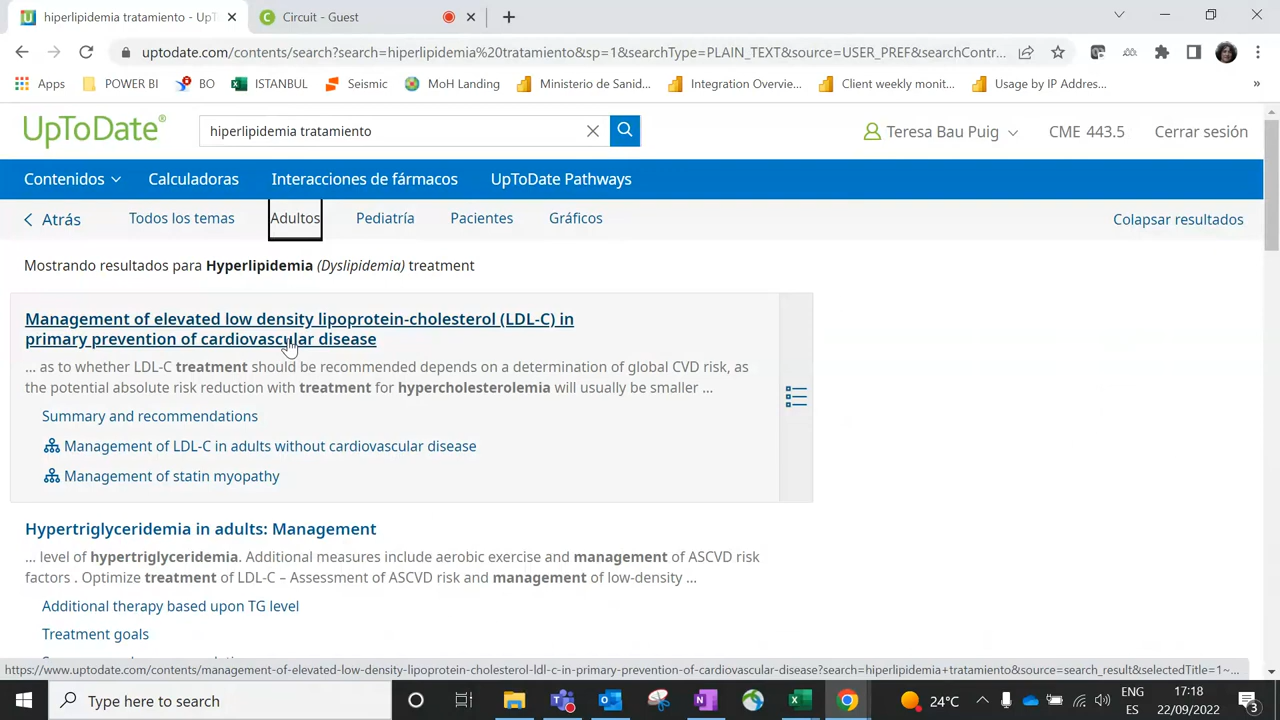 hiperlipidemia tratamiento - UpT
Circuit - Guest
uptodate.com/contents/search?search=hiperlipidemia%20tratamiento&sp=1&searchType=PLAIN_TEXT&source=USER_PREF&searchContr...
Apps
POWER BI
BO
ISTANBUL
Seismic
MoH Landing
Ministerio de Sanid...
Integration Overvie...
Client weekly monit...
Usage by IP Addres...
»
UpToDate®
hiperlipidemia tratamiento
Teresa Bau Puig
CME 443.5
Cerrar sesión
Contenidos
Calculadoras
Interacciones de fármacos
UpToDate Pathways
Atrás
Todos los temas
Adultos
Pediatría
Pacientes
Gráficos
Colapsar resultados
Mostrando resultados para Hyperlipidemia (Dyslipidemia) treatment
Management of elevated low density lipoprotein-cholesterol (LDL-C) in
primary prevention of cardiovascular disease
... as to whether LDL-C treatment should be recommended depends on a determination of global CVD risk, as
the potential absolute risk reduction with treatment for hypercholesterolemia will usually be smaller ...
Summary and recommendations
Management of LDL-C in adults without cardiovascular disease
Management of statin myopathy
Hypertriglyceridemia in adults: Management
... level of hypertriglyceridemia. Additional measures include aerobic exercise and management of ASCVD risk
factors . Optimize treatment of LDL-C – Assessment of ASCVD risk and management of low-density ...
Additional therapy based upon TG level
Treatment goals
https://www.uptodate.com/contents/management-of-elevated-low-density-lipoprotein-cholesterol-ldl-c-in-primary-prevention-of-cardiovascular-disease?search=hiperlipidemia+tratamiento&source=search_result&selectedTitle=1~...
Type here to search
24°C
ENG
ES
17:18
22/09/2022
3